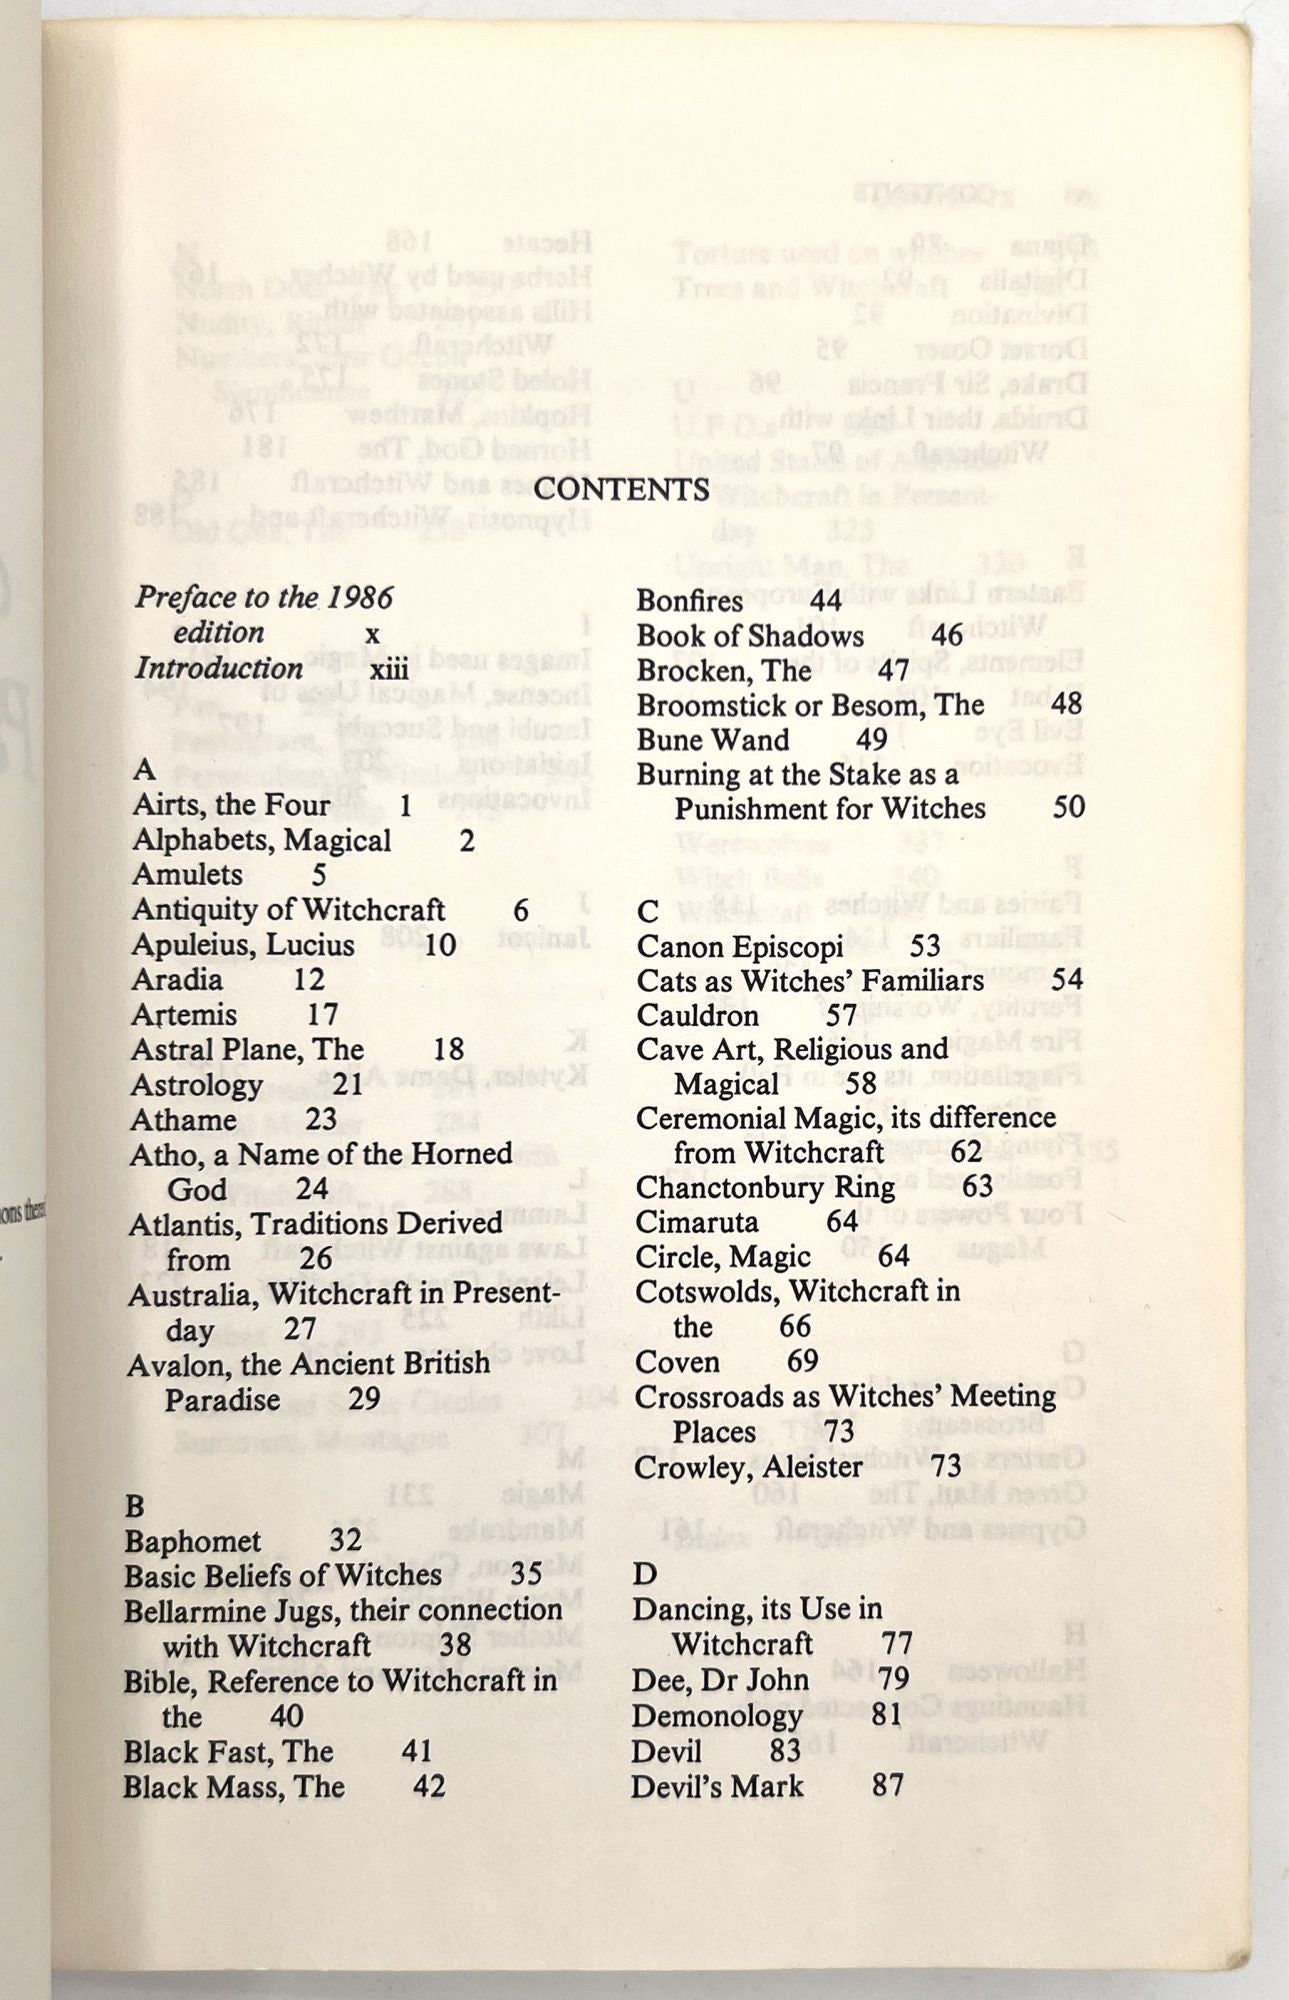 CONTENTS
Preface to the 1986
edition x
Introduction xiii
A
Airts, the Four 1
Alphabets, Magical 2
Amulets 5
Antiquity of Witchcraft 6
Apuleius, Lucius 10
Aradia 12
Artemis 17
Astral Plane, The 18
Astrology 21
Athame 23
Atho, a Name of the Horned
God 24
Atlantis, Traditions Derived
from 26
Australia, Witchcraft in Present-
day 27
Avalon, the Ancient British
Paradise 29
B
Baphomet 32
Basic Beliefs of Witches 35
Bellarmine Jugs, their connection
with Witchcraft 38
Bible, Reference to Witchcraft in
the 40
Black Fast, The 41
Black Mass, The 42
Bonfires 44
Book of Shadows 46
Brocken, The 47
Broomstick or Besom, The 48
Bune Wand 49
Burning at the Stake as a
Punishment for Witches 50
C
Canon Episcopi 53
Cats as Witches' Familiars 54
Cauldron 57
Cave Art, Religious and
Magical 58
Ceremonial Magic, its difference
from Witchcraft 62
Chanctonbury Ring 63
Cimaruta 64
Circle, Magic 64
Cotswolds, Witchcraft in
the 66
Coven 69
Crossroads as Witches' Meeting
Places 73
Crowley, Aleister 73
D
Dancing, its Use in
Witchcraft 77
Dee, Dr John 79
Demonology 81
Devil 83
Devil's Mark 87